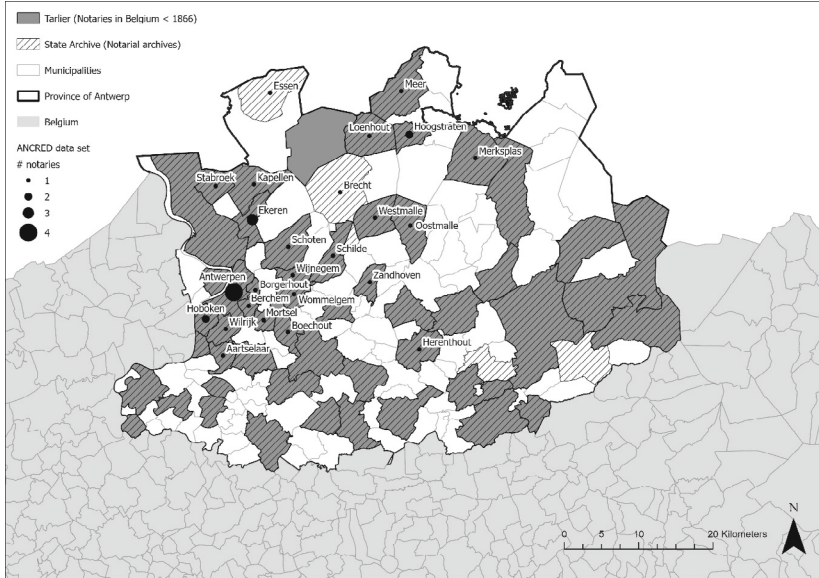 Tarlier (Notaries in Belgium < 1866)
State Archive (Notarial archives)
Municipalities
Province of Antwerp
Belgium
ANCRED data set
# notaries
1
2
3
4
Essen
Meer
Loenhout
Hoogstraten
Merksplas
Stabroek
Kapellen
Brecht
Ekeren
Westmalle
Oostmalle
Schoten
Schilde
Wijnegem
Zandhoven
Antwerpen
Borgerhout
Berchem
Wommelgem
Hoboken
Mortsel
Wilrijk
Boechout
Aartselaar
Herenthout
N
0 5 10 20 Kilometers